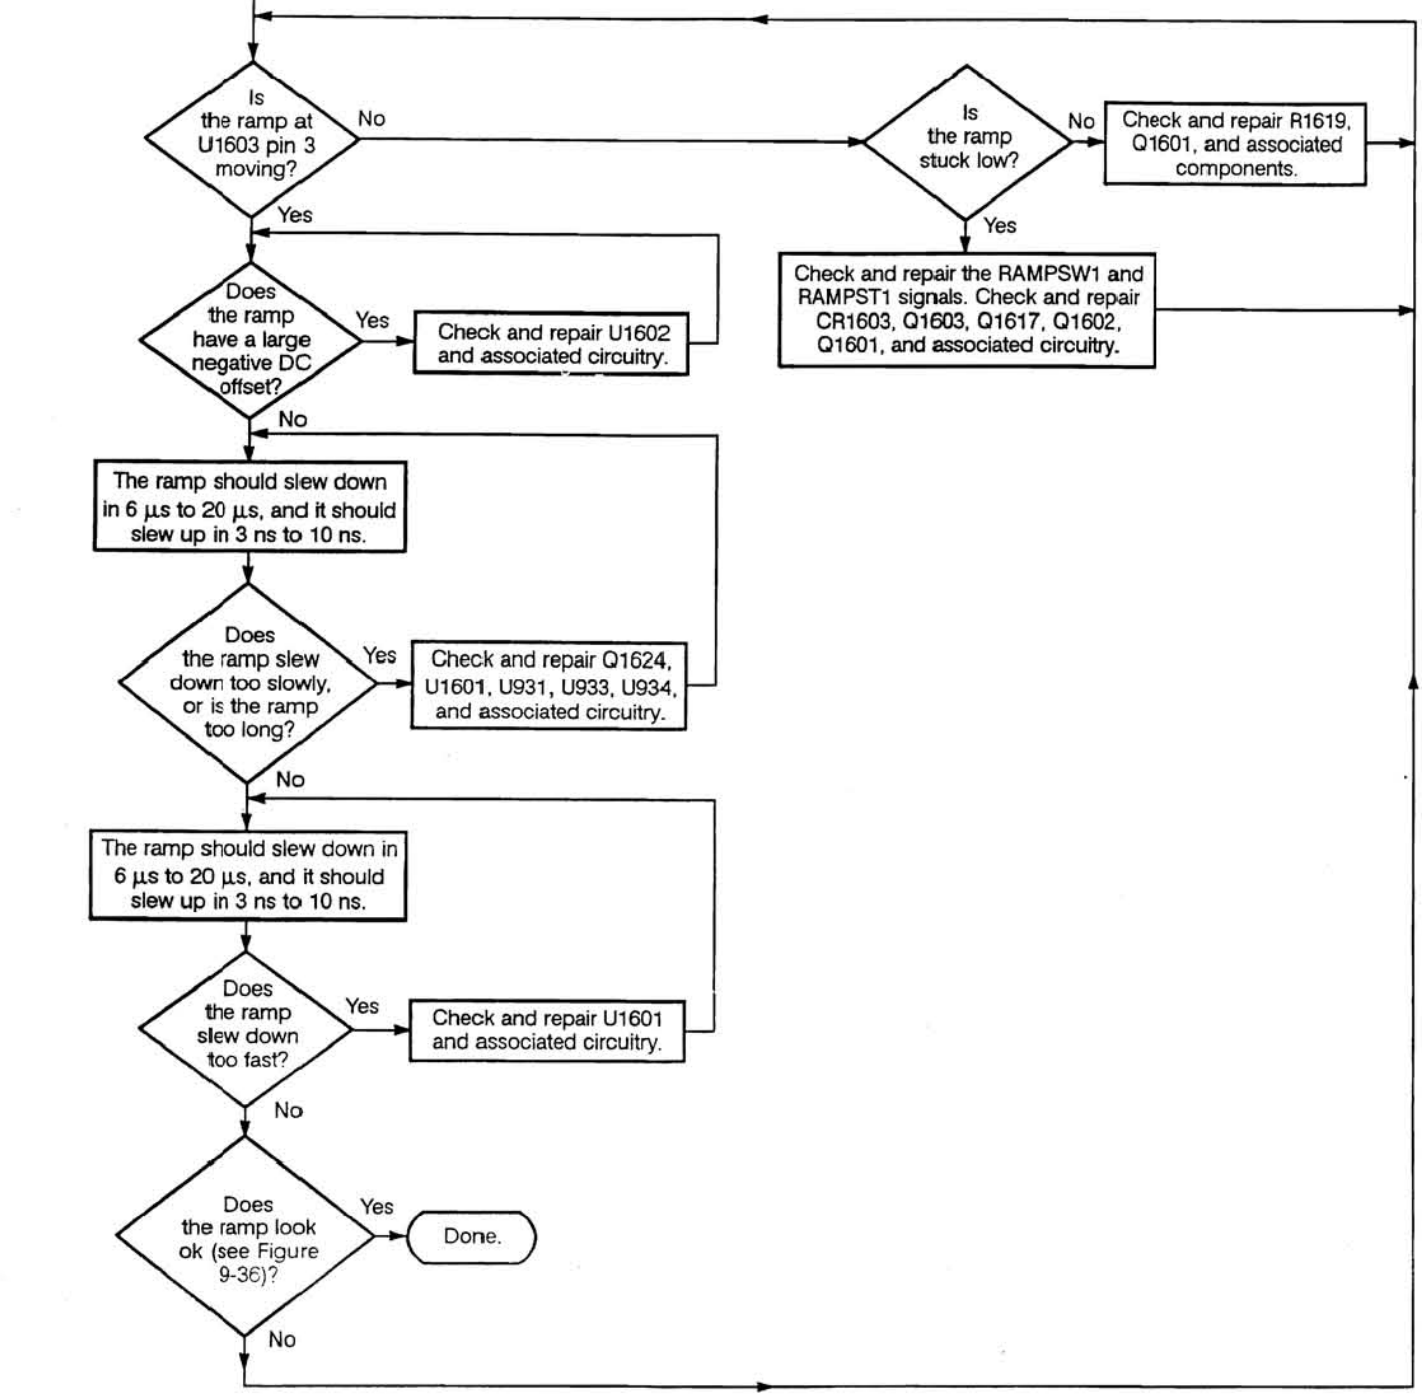 Is
the ramp at
U1603 pin 3
moving?
No
Is
the ramp
stuck low?
No
Check and repair R1619,
Q1601, and associated
components.
Yes
Yes
Check and repair the RAMPSW1 and
RAMPST1 signals. Check and repair
CR1603, Q1603, Q1617, Q1602,
Q1601, and associated circuitry.
Does
the ramp
have a large
negative DC
offset?
Yes
Check and repair U1602
and associated circuitry.
No
The ramp should slew down
in 6 µs to 20 µs, and it should
slew up in 3 ns to 10 ns.
Does
the ramp slew
down too slowly,
or is the ramp
too long?
Yes
Check and repair Q1624,
U1601, U931, U933, U934,
and associated circuitry.
No
The ramp should slew down in
6 µs to 20 µs, and it should
slew up in 3 ns to 10 ns.
Does
the ramp
slew down
too fast?
Yes
Check and repair U1601
and associated circuitry.
No
Does
the ramp look
ok (see Figure
9-36)?
Yes
Done.
No